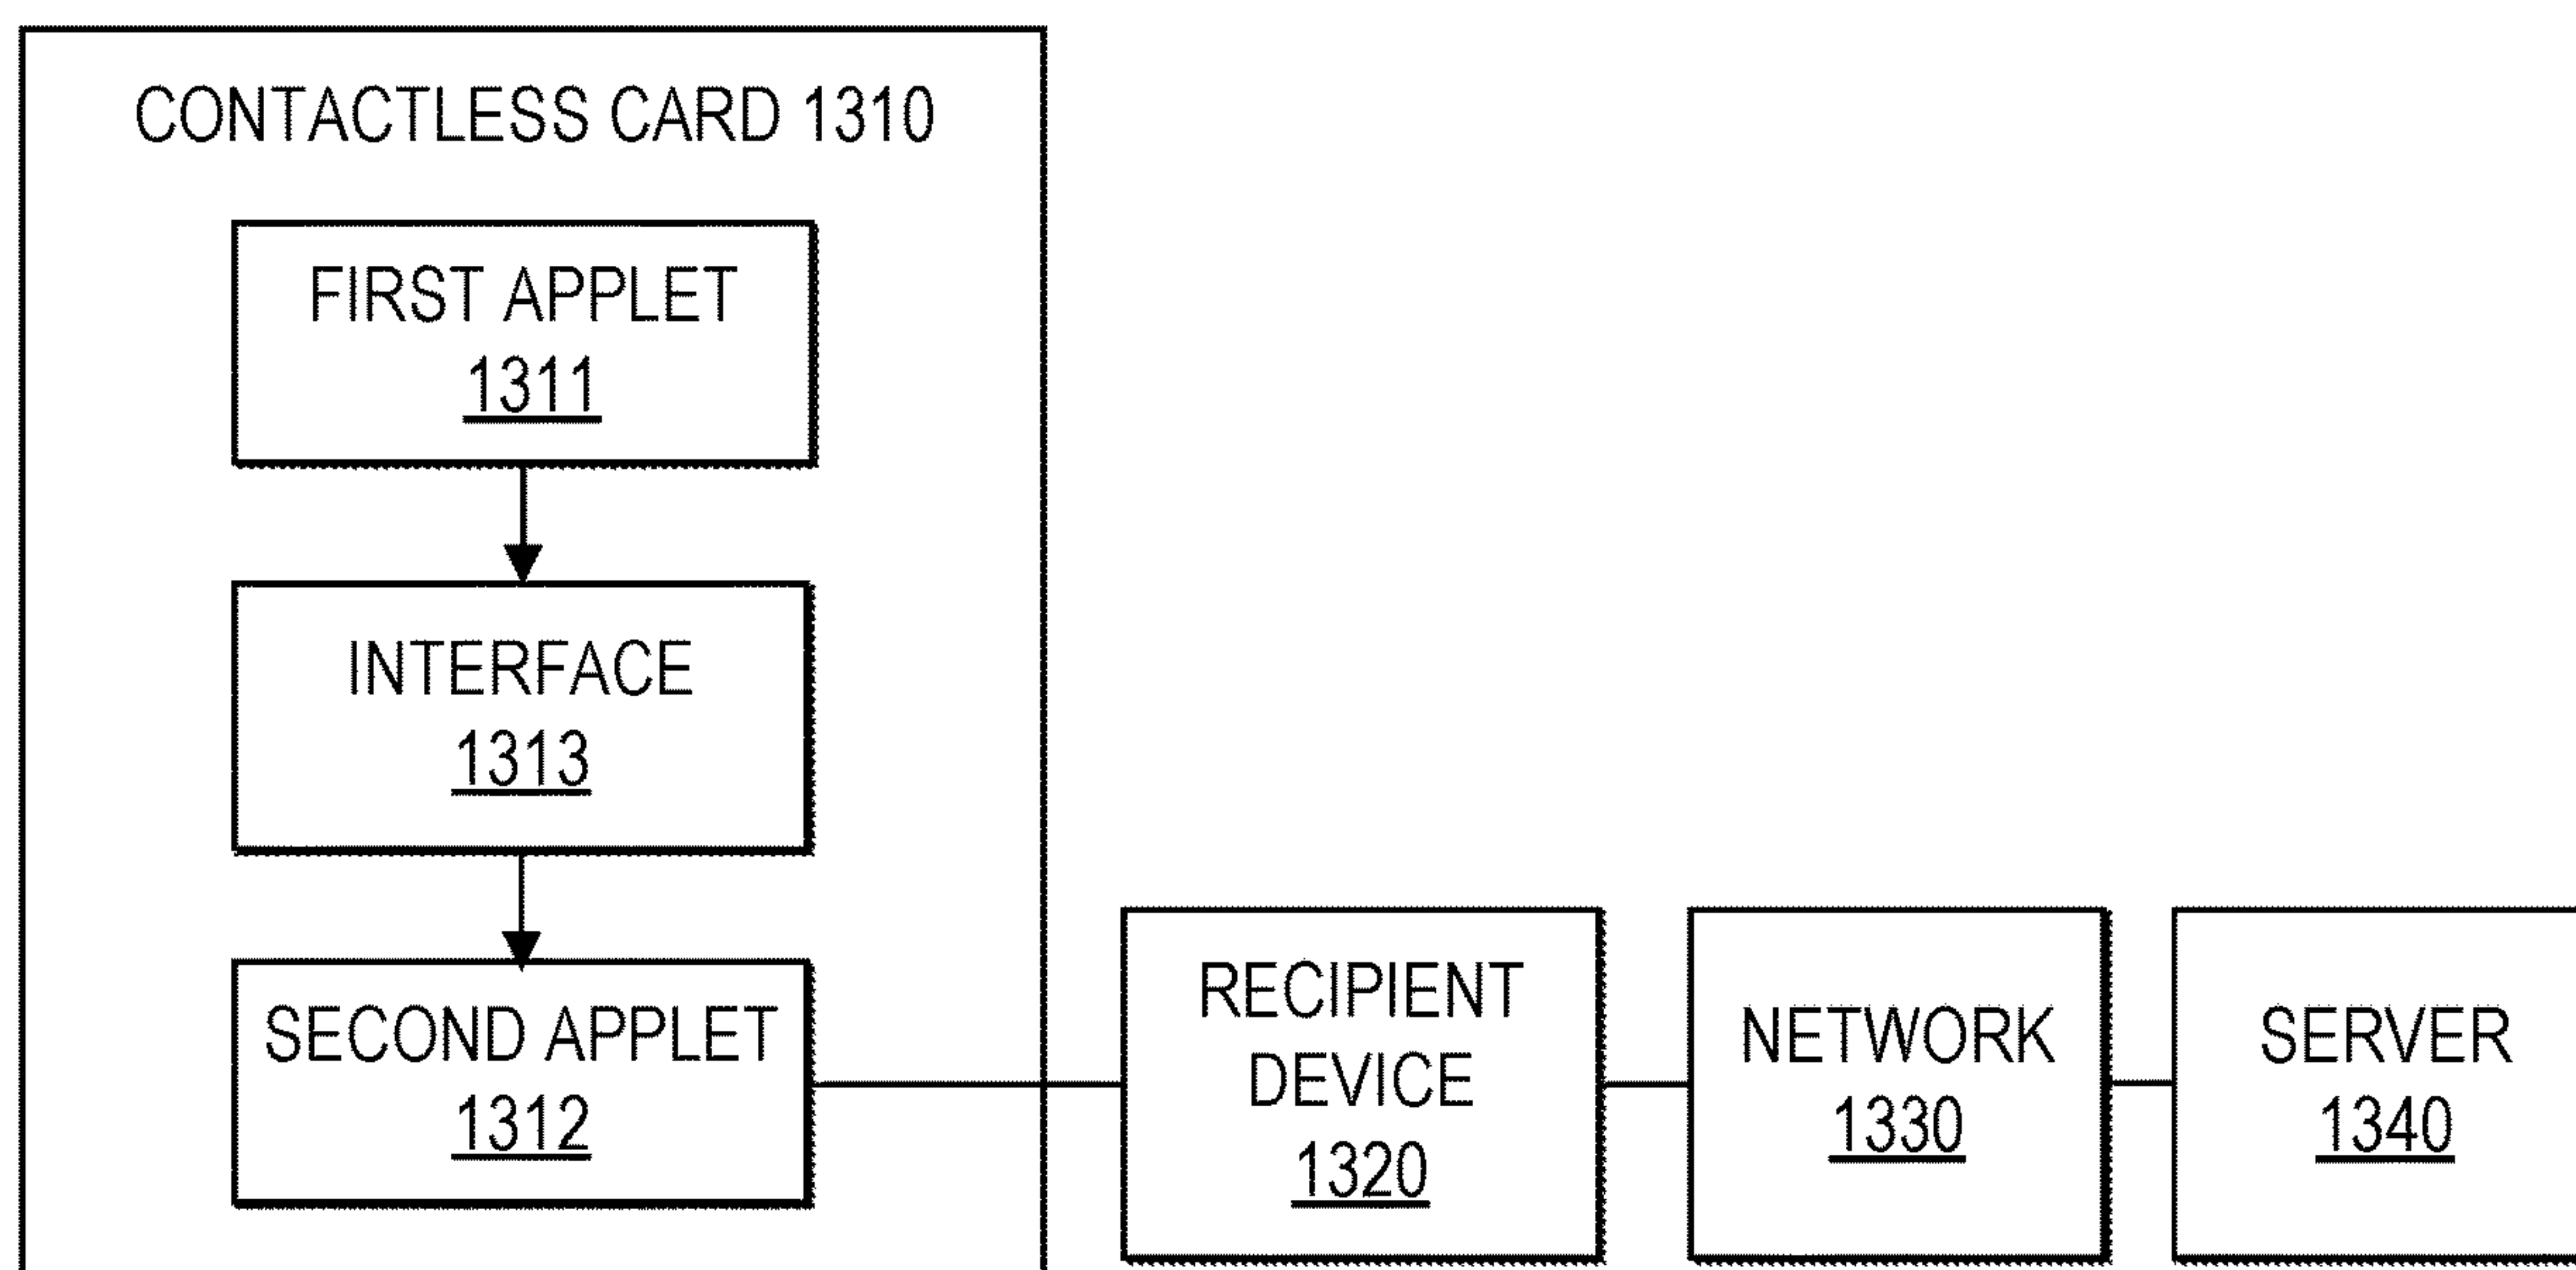 CONTACTLESS CARD 1310
FIRST APPLET
1311
INTERFACE
1313
SECOND APPLET
1312
RECIPIENT
DEVICE
1320
NETWORK
1330
SERVER
1340